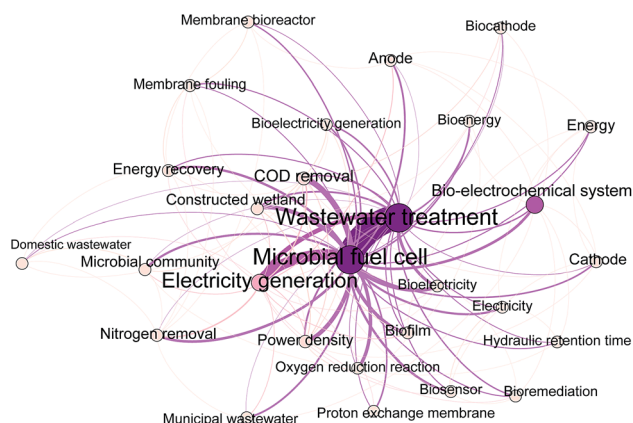 Membrane bioreactor
Biocathode
Anode
Membrane fouling
Bioelectricity generation
Bioenergy
Energy
Energy recovery
COD removal
Bio-electrochemical system
Constructed wetland
Wastewater treatment
Domestic wastewater
Microbial community
Microbial fuel cell
Cathode
Electricity generation
Bioelectricity
Electricity
Nitrogen removal
Power density
Biofilm
Hydraulic retention time
Oxygen reduction reaction
Biosensor
Bioremediation
Municipal wastewater
Proton exchange membrane